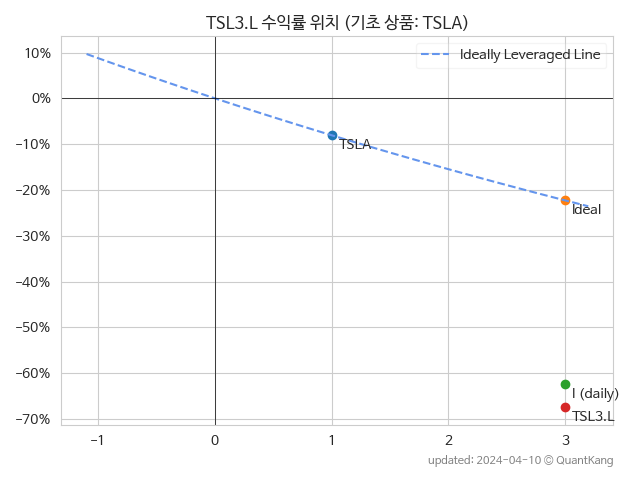 TSL3.L 수익률 위치 (기초 상품: TSLA)
Ideally Leveraged Line
10%
0%
−10%
−20%
−30%
−40%
−50%
−60%
−70%
TSLA
Ideal
I (daily)
TSL3.L
−1
0
1
2
3
updated: 2024-04-10 © QuantKang